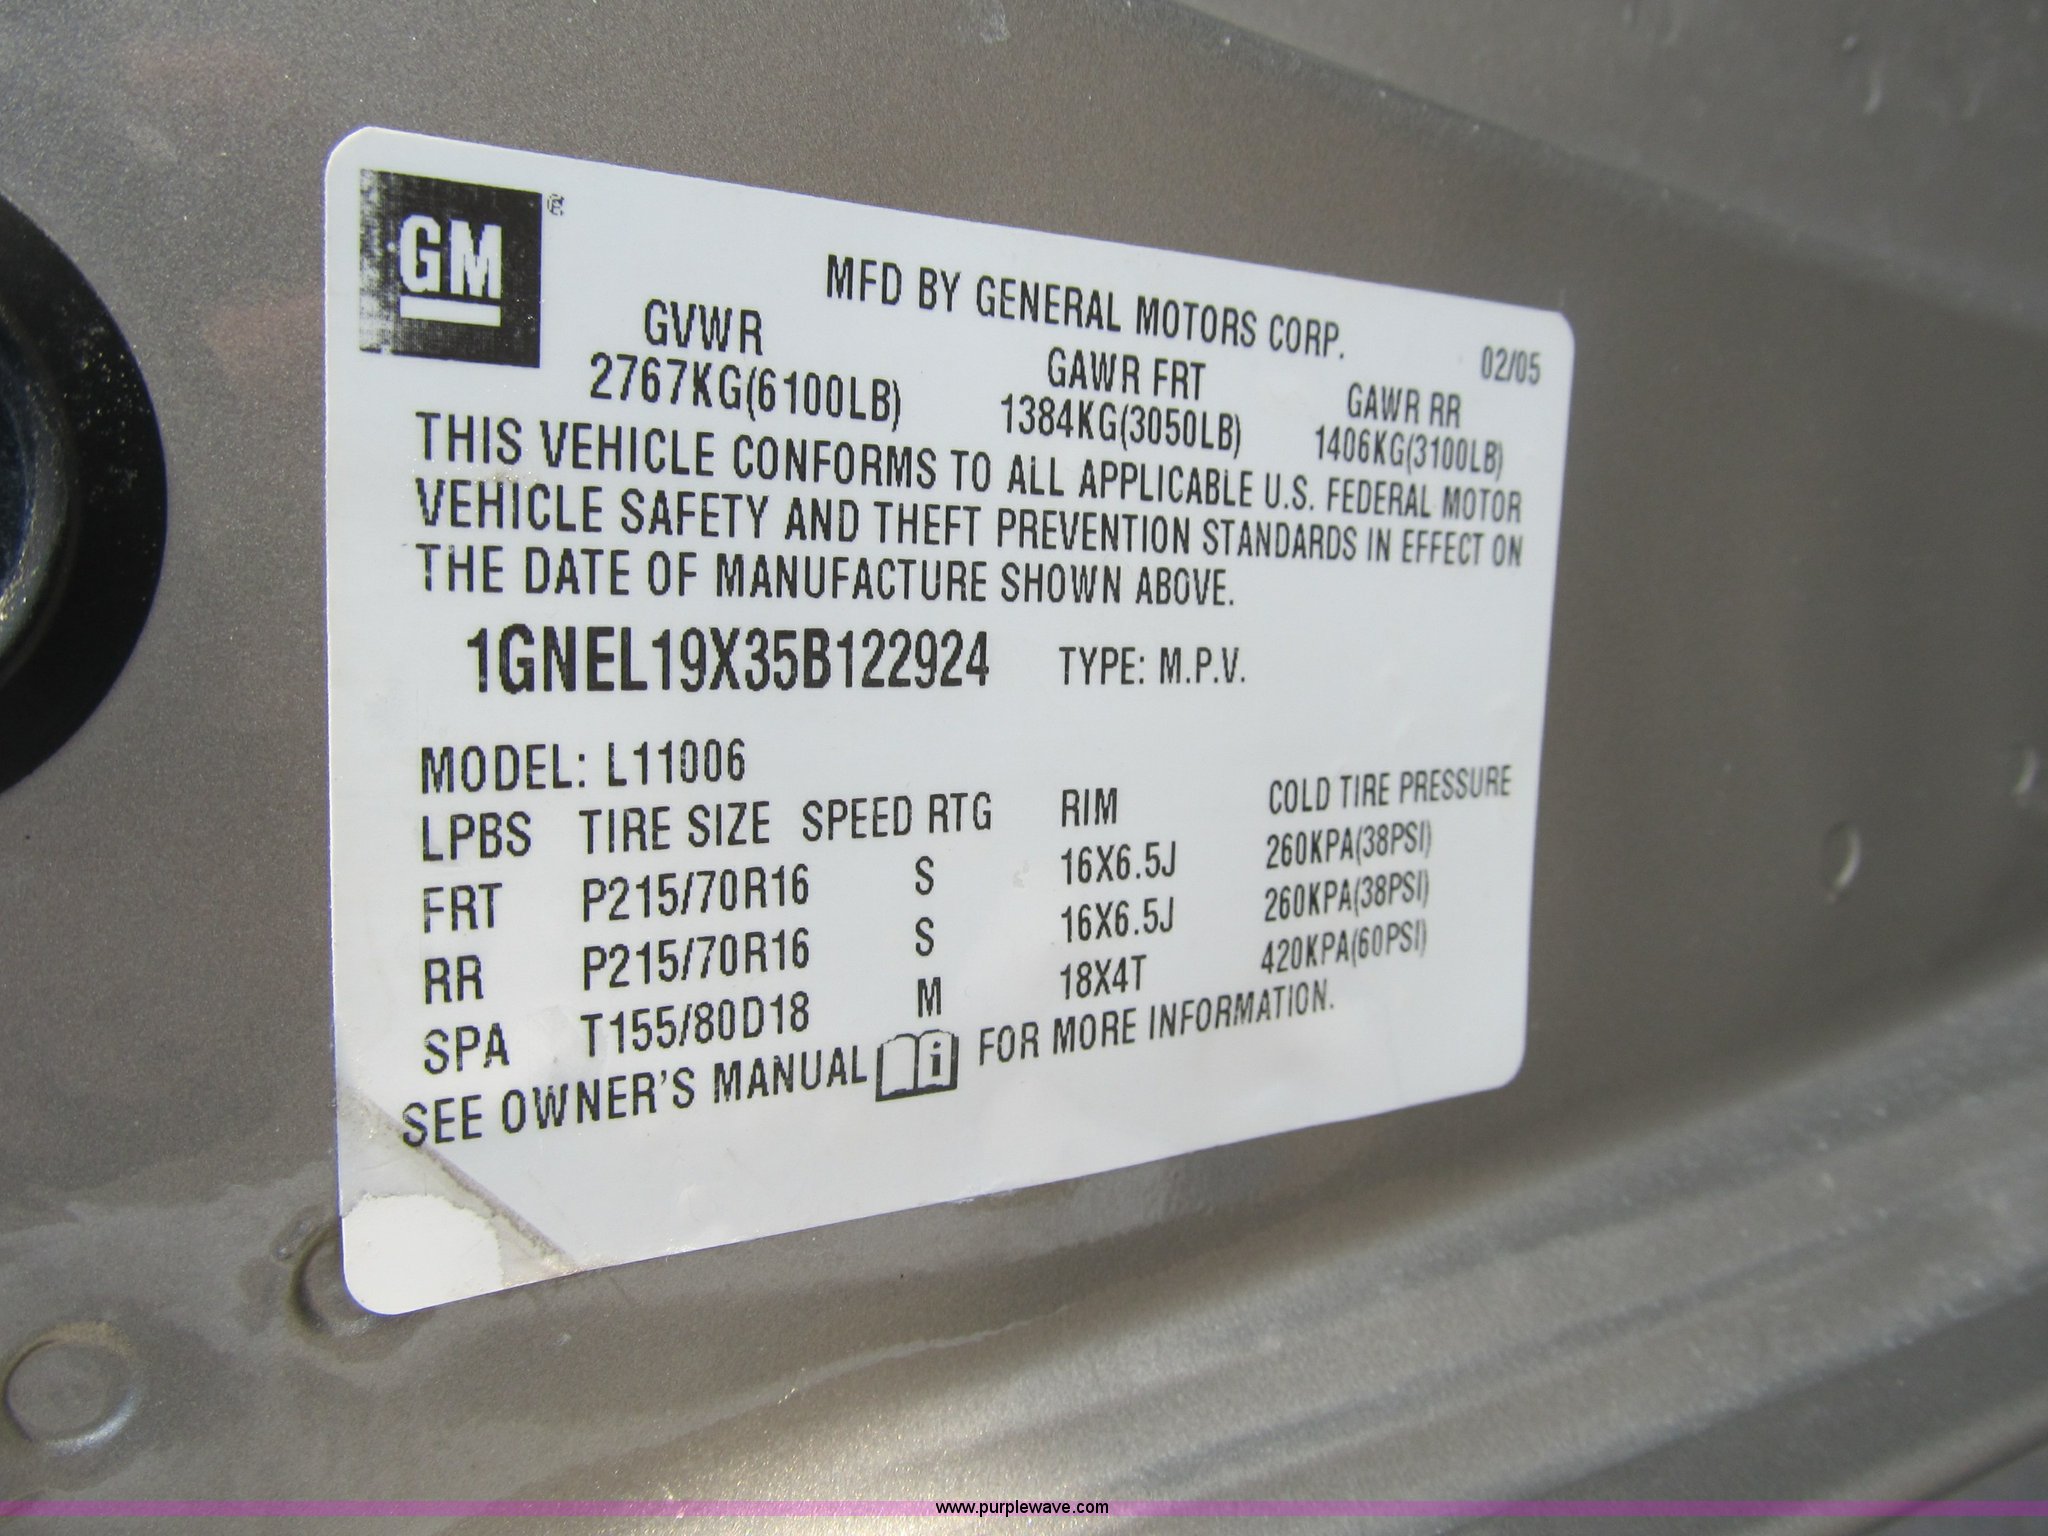 GM®
MFD BY GENERAL MOTORS CORP.
02/05
GVWR GAWR FRT GAWR RR
2767KG(6100LB) 1384KG(3050LB) 1406KG(3100LB)
THIS VEHICLE CONFORMS TO ALL APPLICABLE U.S. FEDERAL MOTOR
VEHICLE SAFETY AND THEFT PREVENTION STANDARDS IN EFFECT ON
THE DATE OF MANUFACTURE SHOWN ABOVE.
1GNEL19X35B122924 TYPE: M.P.V.
MODEL: L11006
LPBS TIRE SIZE SPEED RTG RIM COLD TIRE PRESSURE
FRT P215/70R16 S 16X6.5J 260KPA(38PSI)
RR P215/70R16 S 16X6.5J 260KPA(38PSI)
SPA T155/80D18 M 18X4T 420KPA(60PSI)
SEE OWNER'S MANUAL i FOR MORE INFORMATION.
www.purplewave.com